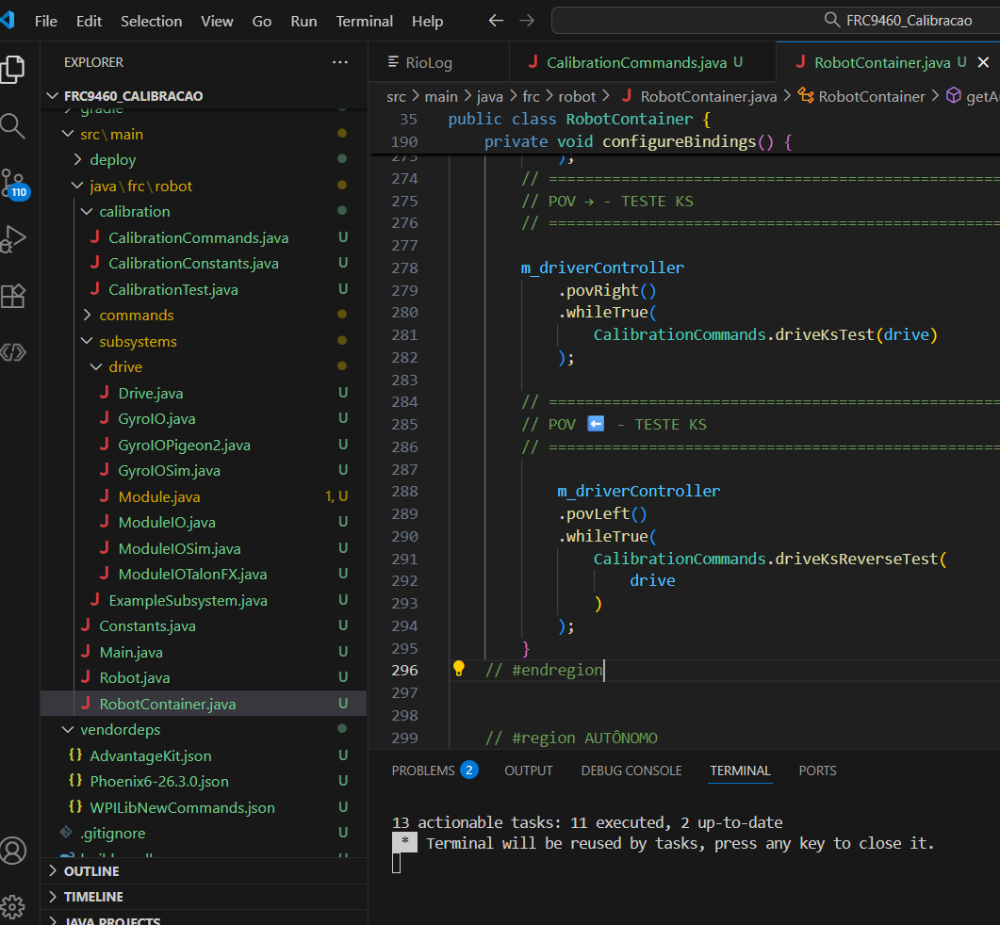 File Edit Selection View Go Run Terminal Help
FRC9460_Calibracao
EXPLORER
FRC9460_CALIBRACAO
gradle
src\main
deploy
java\frc\robot
calibration
CalibrationCommands.java U
CalibrationConstants.java U
CalibrationTest.java U
commands
subsystems
drive
Drive.java U
GyroIO.java U
GyroIOPigeon2.java U
GyroIOSim.java U
Module.java 1, U
ModuleIO.java U
ModuleIOSim.java U
ModuleIOTalonFX.java U
ExampleSubsystem.java U
Constants.java U
Main.java U
Robot.java U
RobotContainer.java U
vendordeps
{} AdvantageKit.json U
{} Phoenix6-26.3.0.json U
{} WPILibNewCommands.json U
.gitignore U
OUTLINE
TIMELINE
JAVA PROJECTS
110
RioLog
CalibrationCommands.java U
RobotContainer.java U
src > main > java > frc > robot > RobotContainer.java > RobotContainer > getA
35 public class RobotContainer {
190 private void configureBindings() {
273 );
274 // ==================================================
275 // POV → - TESTE KS
276 // ==================================================
277
278 m_driverController
279 .povRight()
280 .whileTrue(
281 CalibrationCommands.driveKsTest(drive)
282 );
283
284 // ==================================================
285 // POV ⬅️ - TESTE KS
286 // ==================================================
287
288 m_driverController
289 .povLeft()
290 .whileTrue(
291 CalibrationCommands.driveKsReverseTest(
292 drive
293 )
294 );
295 }
296 // #endregion
297
298
299 // #region AUTÔNOMO
PROBLEMS 2 OUTPUT DEBUG CONSOLE TERMINAL PORTS
13 actionable tasks: 11 executed, 2 up-to-date
* Terminal will be reused by tasks, press any key to close it.